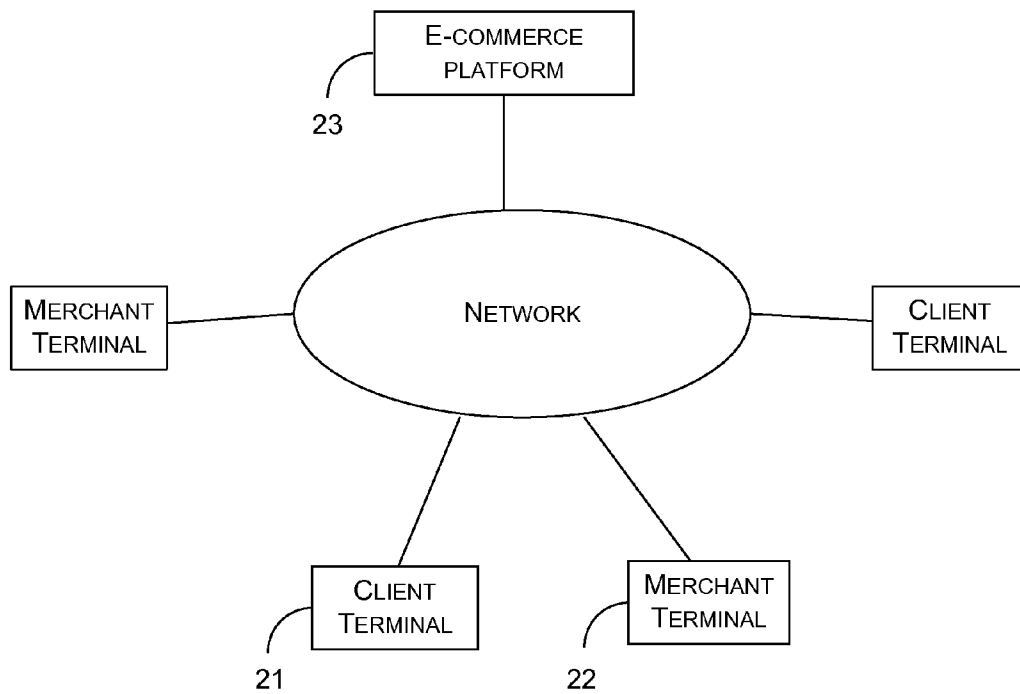 E-COMMERCE
PLATFORM
23
MERCHANT
TERMINAL
NETWORK
CLIENT
TERMINAL
CLIENT
TERMINAL
21
MERCHANT
TERMINAL
22